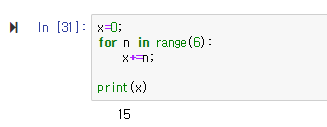 In [31]: x=0;
for n in range(6):
    x+=n;

print(x)
15